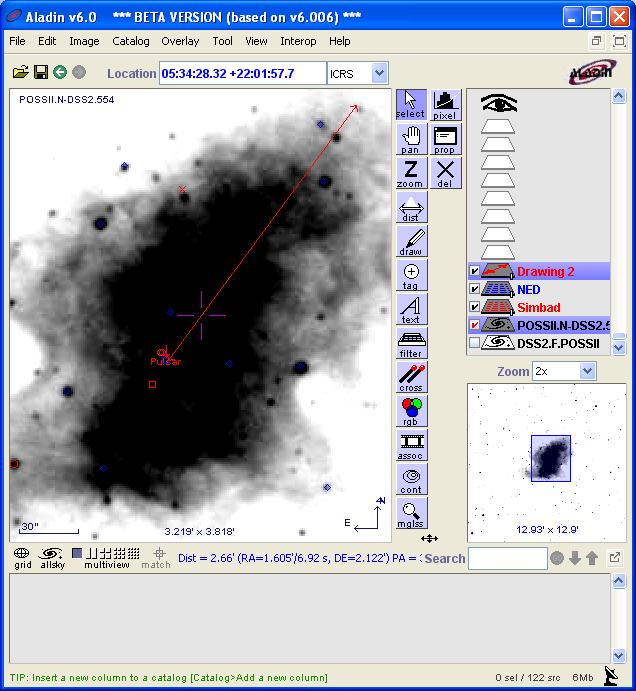 Aladin v6.0 *** BETA VERSION (based on v6.006) ***
File Edit Image Catalog Overlay Tool View Interop Help
Location 05:34:28.32 +22:01:57.7 ICRS
Aladin
POSSII.N-DSS2.554
select pixel
pan prop
zoom del
dist
draw
tag
text
filter
cross
rgb
assoc
cont
mglss
Drawing 2
NED
Simbad
POSSII.N-DSS2.5
DSS2.F.POSSII
Zoom 2x
12.93' x 12.9'
Pulsar
30"
3.219' x 3.818'
N
E
grid allsky multiview match
Dist = 2.66' (RA=1.605'/6.92 s, DE=2.122') PA = :
Search
TIP: Insert a new column to a catalog [Catalog>Add a new column]
0 sel / 122 src 6Mb